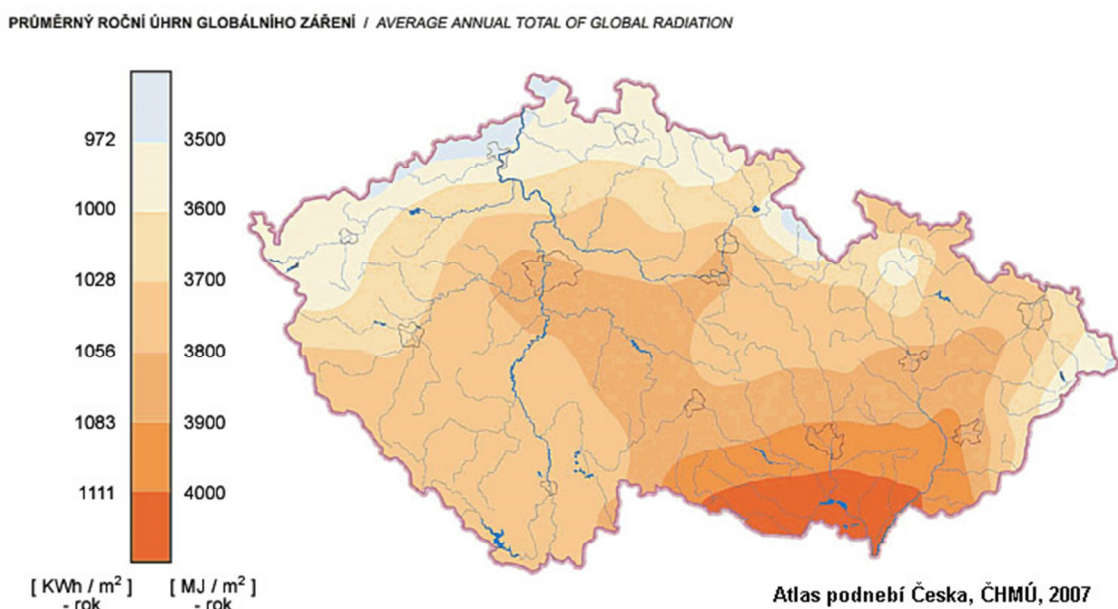 PRŮMĚRNÝ ROČNÍ ÚHRN GLOBÁLNÍHO ZÁŘENÍ / AVERAGE ANNUAL TOTAL OF GLOBAL RADIATION
972 3500
1000 3600
1028 3700
1056 3800
1083 3900
1111 4000
[ KWh / m² ] [ MJ / m² ]
- rok - rok
Atlas podnebí Česka, ČHMÚ, 2007